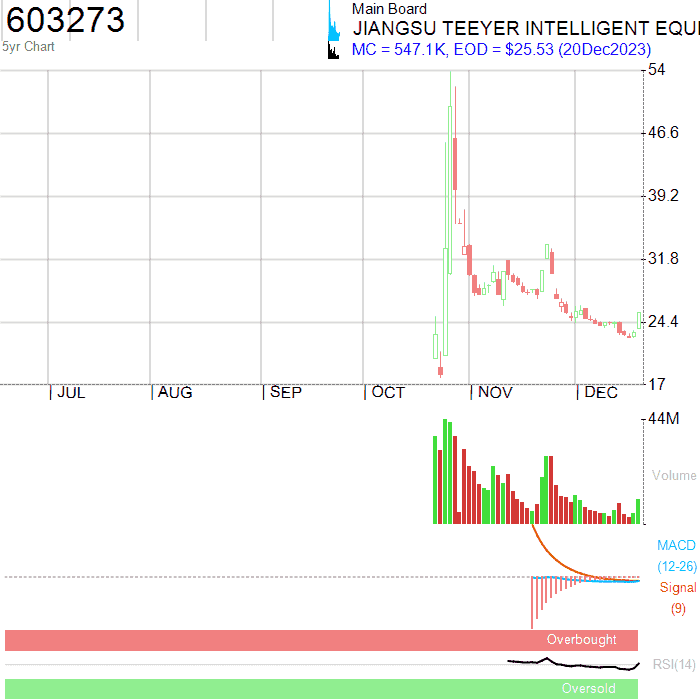 603273
5yr Chart
Main Board
JIANGSU TEEYER INTELLIGENT EQUI
MC = 547.1K, EOD = $25.53 (20Dec2023)
54
46.6
39.2
31.8
24.4
17
JUL
AUG
SEP
OCT
NOV
DEC
44M
Volume
MACD
(12-26)
Signal
(9)
Overbought
RSI(14)
Oversold